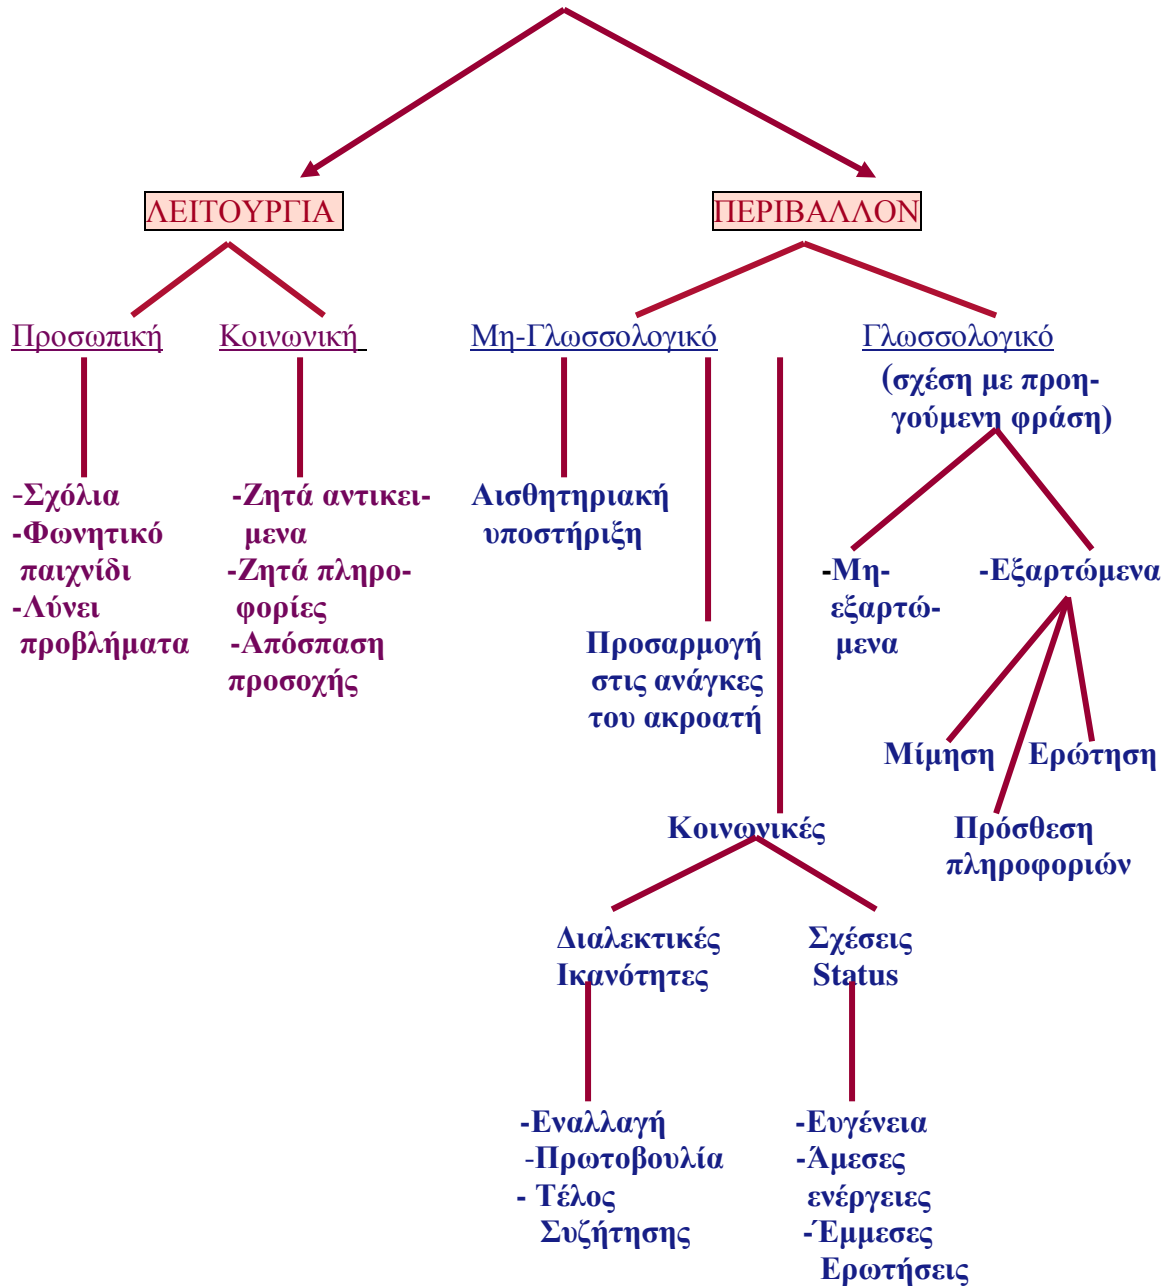 ΛΕΙΤΟΥΡΓΙΑ
ΠΕΡΙΒΑΛΛΟΝ
Προσωπική
Κοινωνική
Μη-Γλωσσολογικό
Γλωσσολογικό
(σχέση με προη-
γούμενη φράση)
-Σχόλια
-Φωνητικό
παιχνίδι
-Λύνει
προβλήματα
-Ζητά αντικει-
μενα
-Ζητά πληρο-
φορίες
-Απόσπαση
προσοχής
Αισθητηριακή
υποστήριξη
Προσαρμογή
στις ανάγκες
του ακροατή
-Μη-
εξαρτώ-
μενα
-Εξαρτώμενα
Μίμηση
Ερώτηση
Πρόσθεση
πληροφοριών
Κοινωνικές
Διαλεκτικές
Ικανότητες
Σχέσεις
Status
-Εναλλαγή
-Πρωτοβουλία
- Τέλος
Συζήτησης
-Ευγένεια
-Άμεσες
ενέργειες
-Έμμεσες
Ερωτήσεις